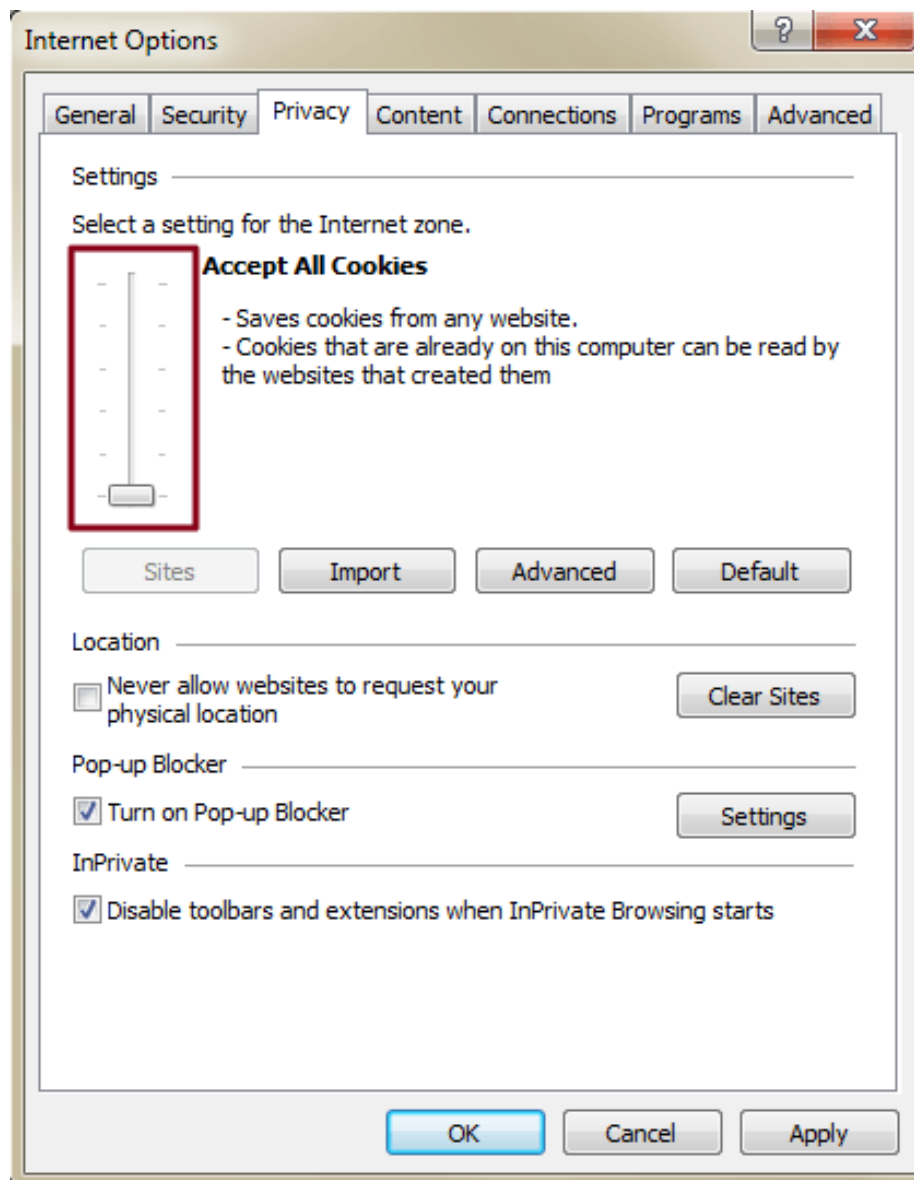 Internet Options
General Security Privacy Content Connections Programs Advanced
Settings
Select a setting for the Internet zone.
Accept All Cookies
- Saves cookies from any website.
- Cookies that are already on this computer can be read by
the websites that created them
Sites Import Advanced Default
Location
Never allow websites to request your
physical location
Clear Sites
Pop-up Blocker
Turn on Pop-up Blocker
Settings
InPrivate
Disable toolbars and extensions when InPrivate Browsing starts
OK Cancel Apply